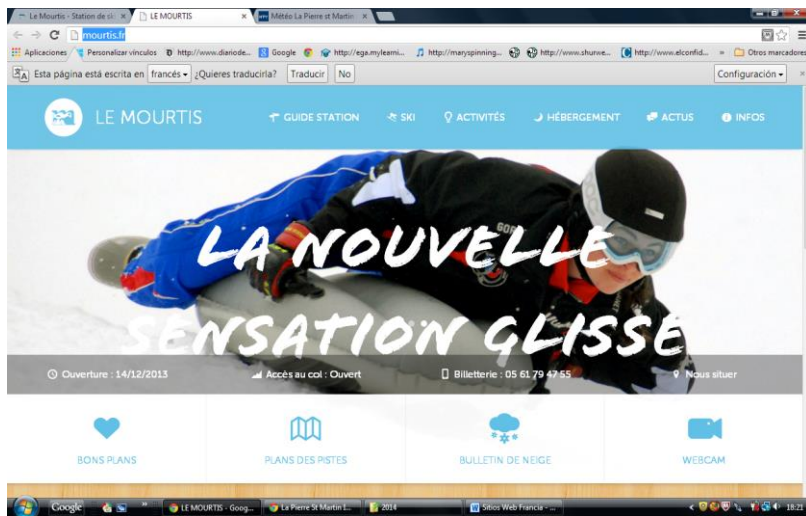 Le Mourtis - Station de sk
LE MOURTIS
Météo La Pierre st Martin
mourtis.fr
Aplicaciones
Personalizar vínculos
http://www.diariode...
Google
http://ega.mylearni...
http://maryspinning...
http://www.shurwe...
http://www.elconfid...
»
Otros marcadores
Esta página está escrita en francés ¿Quieres traducirla? Traducir No
Configuración
LE MOURTIS
GUIDE STATION
SKI
ACTIVITÉS
HÉBERGEMENT
ACTUS
INFOS
LA NOUVELLE
SENSATION GLISSE
Ouverture : 14/12/2013
Accès au col : Ouvert
Billetterie : 05 61 79 47 55
Nous situer
BONS PLANS
PLANS DES PISTES
BULLETIN DE NEIGE
WEBCAM
Google
LE MOURTIS - Goog...
La Pierre St Martin L...
2014
Sitios Web Francia - ...
18:21